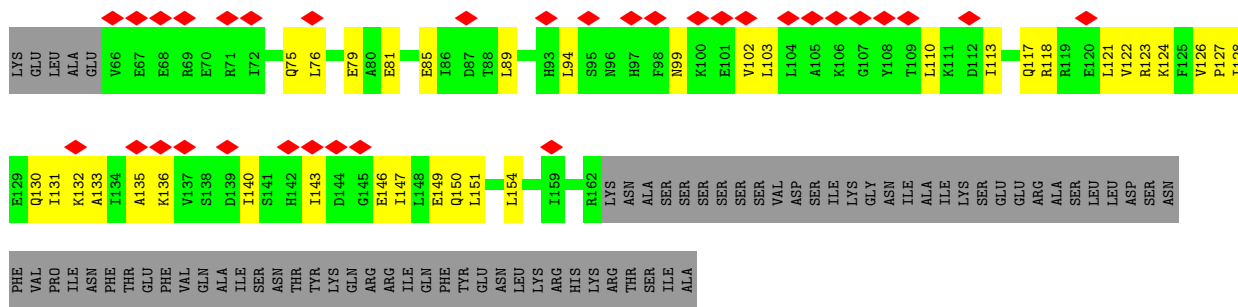 LYS GLU LEU ALA GLU V66 E67 E68 R69 E70 R71 I72 Q75 L76 E79 A80 E81 E85 I86 D87 T88 L89 H93 L94 S95 N96 H97 F98 N99 K100 E101 V102 L103 L104 A105 K106 G107 Y108 T109 L110 K111 D112 I113 Q117 R118 R119 E120 L121 V122 R123 K124 F125 V126 P127 I128
E129 Q130 I131 K132 A133 I134 A135 K136 V137 S138 D139 I140 S141 H142 I143 D144 G145 E146 I147 L148 E149 Q150 L151 L154 I159 R162 LYS ASN ALA SER SER SER SER SER SER VAL ASP SER ILE LYS GLY ASN ILE ALA ILE LYS SER GLU GLU ARG ALA SER LEU LEU ASP SER ASN
PHE VAL PRO ILE ASN PHE THR GLU PHE VAL GLN ALA ILE SER ASN THR TYR LYS GLN ARG ARG ILE GLN PHE TYR GLU ASN LEU LYS ARG HIS LYS ARG THR SER ILE ALA